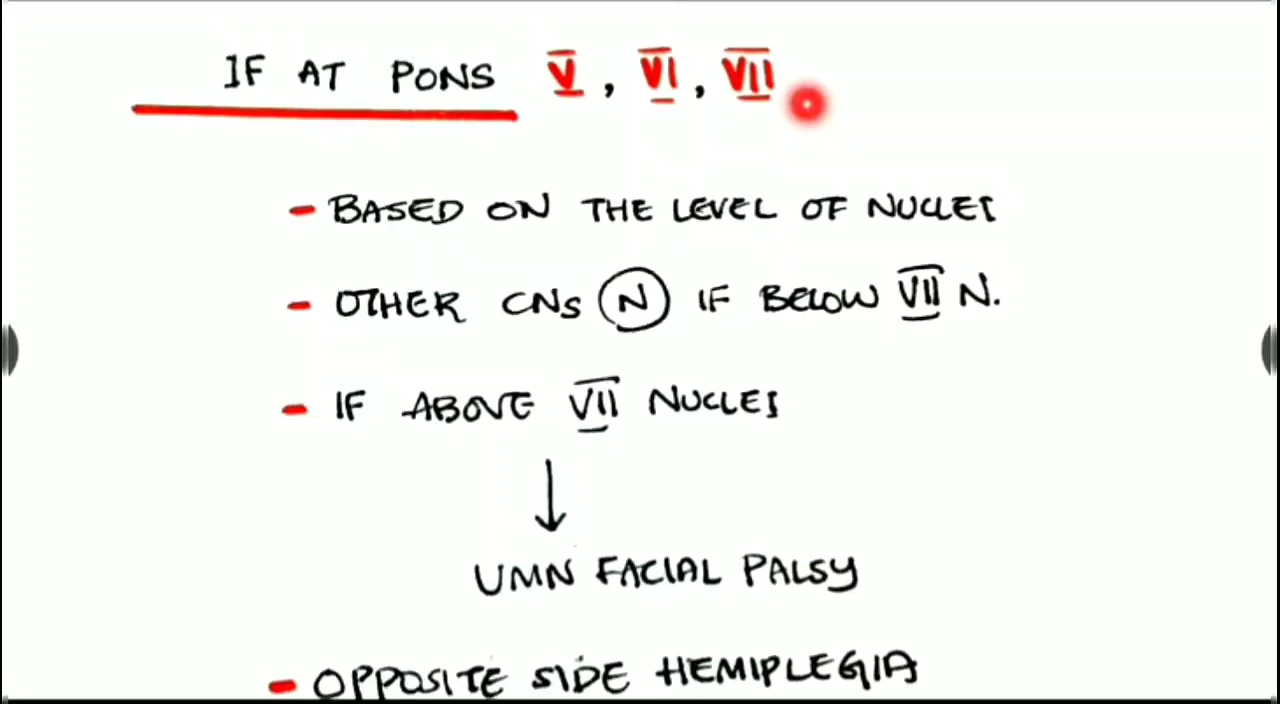 IF AT PONS V, VI, VII
- BASED ON THE LEVEL OF NUCLEI
- OTHER CNS N IF BELOW VII N.
- IF ABOVE VII NUCLEI
↓
UMN FACIAL PALSY
- OPPOSITE SIDE HEMIPLEGIA